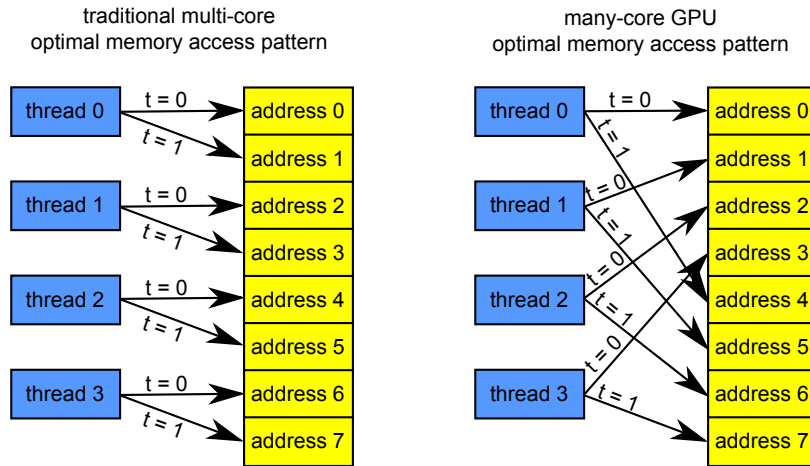 traditional multi-core
optimal memory access pattern
thread 0
t = 0
t = 1
thread 1
t = 0
t = 1
thread 2
t = 0
t = 1
thread 3
t = 0
t = 1
address 0
address 1
address 2
address 3
address 4
address 5
address 6
address 7
many-core GPU
optimal memory access pattern
thread 0
t = 0
t = 1
thread 1
t = 0
t = 1
thread 2
t = 0
t = 1
thread 3
t = 0
t = 1
address 0
address 1
address 2
address 3
address 4
address 5
address 6
address 7